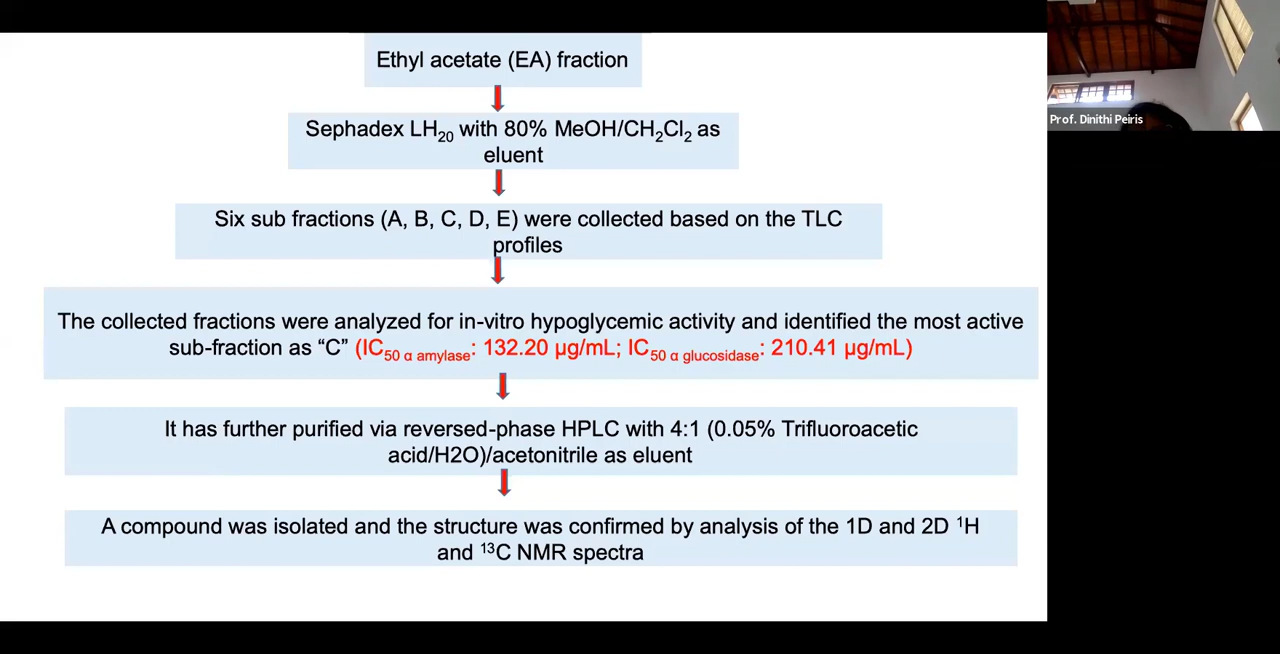 Ethyl acetate (EA) fraction
Sephadex LH₂₀ with 80% MeOH/CH₂Cl₂ as
eluent
Six sub fractions (A, B, C, D, E) were collected based on the TLC
profiles
The collected fractions were analyzed for in-vitro hypoglycemic activity and identified the most active
sub-fraction as “C” (IC50 α amylase: 132.20 µg/mL; IC50 α glucosidase: 210.41 µg/mL)
It has further purified via reversed-phase HPLC with 4:1 (0.05% Trifluoroacetic
acid/H2O)/acetonitrile as eluent
A compound was isolated and the structure was confirmed by analysis of the 1D and 2D ¹H
and ¹³C NMR spectra
Prof. Dinithi Peiris